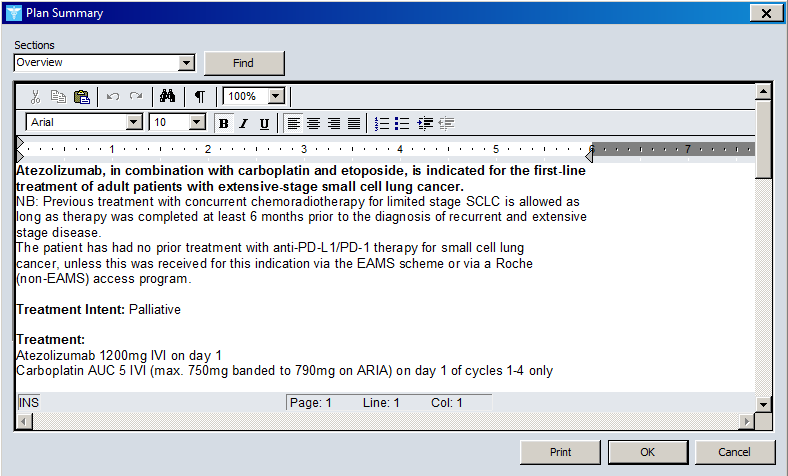 Plan Summary
Sections
Overview
Find
100%
Arial
10
B I U
1 2 3 4 5 6 7
Atezolizumab, in combination with carboplatin and etoposide, is indicated for the first-line
treatment of adult patients with extensive-stage small cell lung cancer.
NB: Previous treatment with concurrent chemoradiotherapy for limited stage SCLC is allowed as
long as therapy was completed at least 6 months prior to the diagnosis of recurrent and extensive
stage disease.
The patient has had no prior treatment with anti-PD-L1/PD-1 therapy for small cell lung
cancer, unless this was received for this indication via the EAMS scheme or via a Roche
(non-EAMS) access program.
Treatment Intent: Palliative
Treatment:
Atezolizumab 1200mg IVI on day 1
Carboplatin AUC 5 IVI (max. 750mg banded to 790mg on ARIA) on day 1 of cycles 1-4 only
INS
Page: 1 Line: 1 Col: 1
Print
OK
Cancel